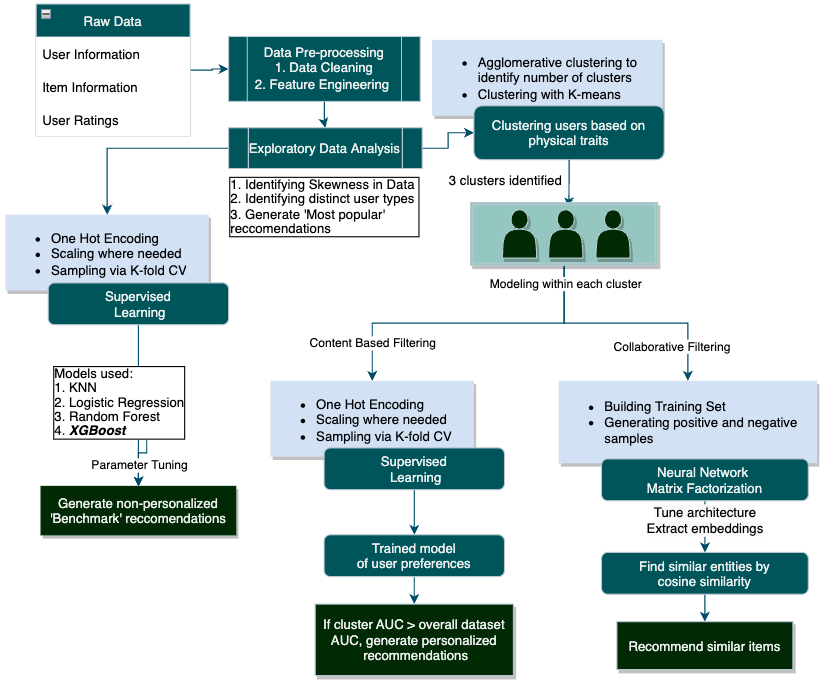 Raw Data
User Information
Item Information
User Ratings
Data Pre-processing
1. Data Cleaning
2. Feature Engineering
• Agglomerative clustering to
identify number of clusters
• Clustering with K-means
Clustering users based on
physical traits
Exploratory Data Analysis
1. Identifying Skewness in Data
2. Identifying distinct user types
3. Generate 'Most popular'
reccomendations
3 clusters identified
• One Hot Encoding
• Scaling where needed
• Sampling via K-fold CV
Supervised
Learning
Modeling within each cluster
Models used:
1. KNN
2. Logistic Regression
3. Random Forest
4. XGBoost
Parameter Tuning
Generate non-personalized
'Benchmark' reccomendations
Content Based Filtering
• One Hot Encoding
• Scaling where needed
• Sampling via K-fold CV
Supervised
Learning
Trained model
of user preferences
If cluster AUC > overall dataset
AUC, generate personalized
recommendations
Collaborative Filtering
• Building Training Set
• Generating positive and negative
samples
Neural Network
Matrix Factorization
Tune architecture
Extract embeddings
Find similar entities by
cosine similarity
Recommend similar items